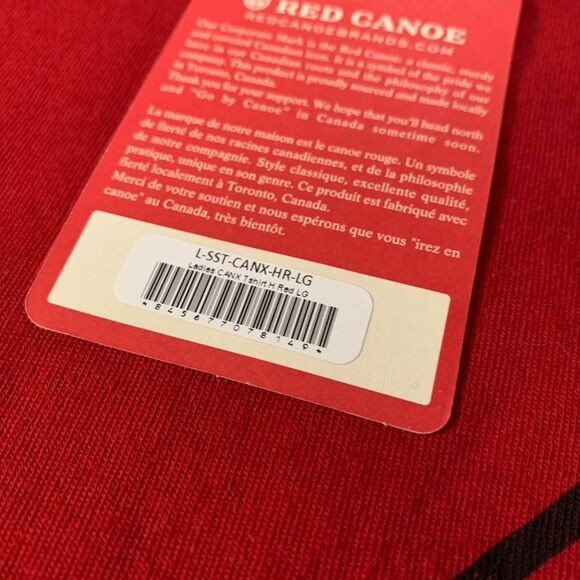 RED CANOE
REDCANOEBRANDS.COM
Our Corporate Mark is the Red Canoe; a classic, sturdy
and storied Canadian icon. It is a symbol of the pride we
have in our Canadian roots and the philosophy of our
company. This product is proudly sourced and made locally
in Toronto, Canada.
Thank you for your support. We hope that you'll head north
and "Go by Canoe" in Canada sometime soon.
La marque de notre maison est le canoe rouge. Un symbole
de fierté de nos racines canadiennes, et de la philosophie
de notre compagnie. Style classique, excellente qualité,
pratique, unique en son genre. Ce produit est fabriqué avec
fierté localement à Toronto, Canada.
Merci de votre soutien et nous espérons que vous "irez en
canoe" au Canada, très bientôt.
L-SST-CANX-HR-LG
Ladies CANX Tshirt H Red LG
*845677078149*